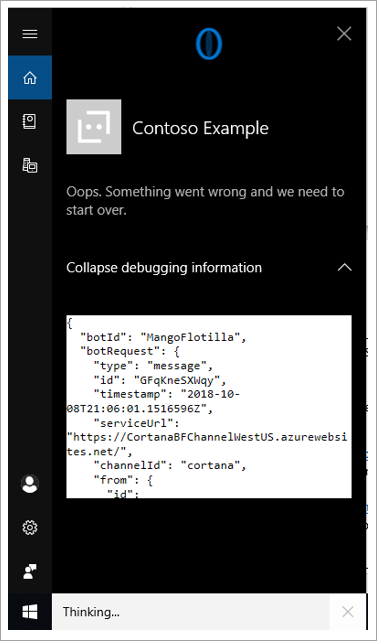 Contoso Example
Oops. Something went wrong and we need to
start over.
Collapse debugging information
{
"botId": "MangoFlotilla",
"botRequest": {
"type": "message",
"id": "GFqKneSXWqy",
"timestamp": "2018-10-
08T21:06:01.1516596Z",
"serviceUrl":
"https://CortanaBFChannelWestUS.azurewebsi
tes.net/",
"channelId": "cortana",
"from": {
"id":
Thinking...